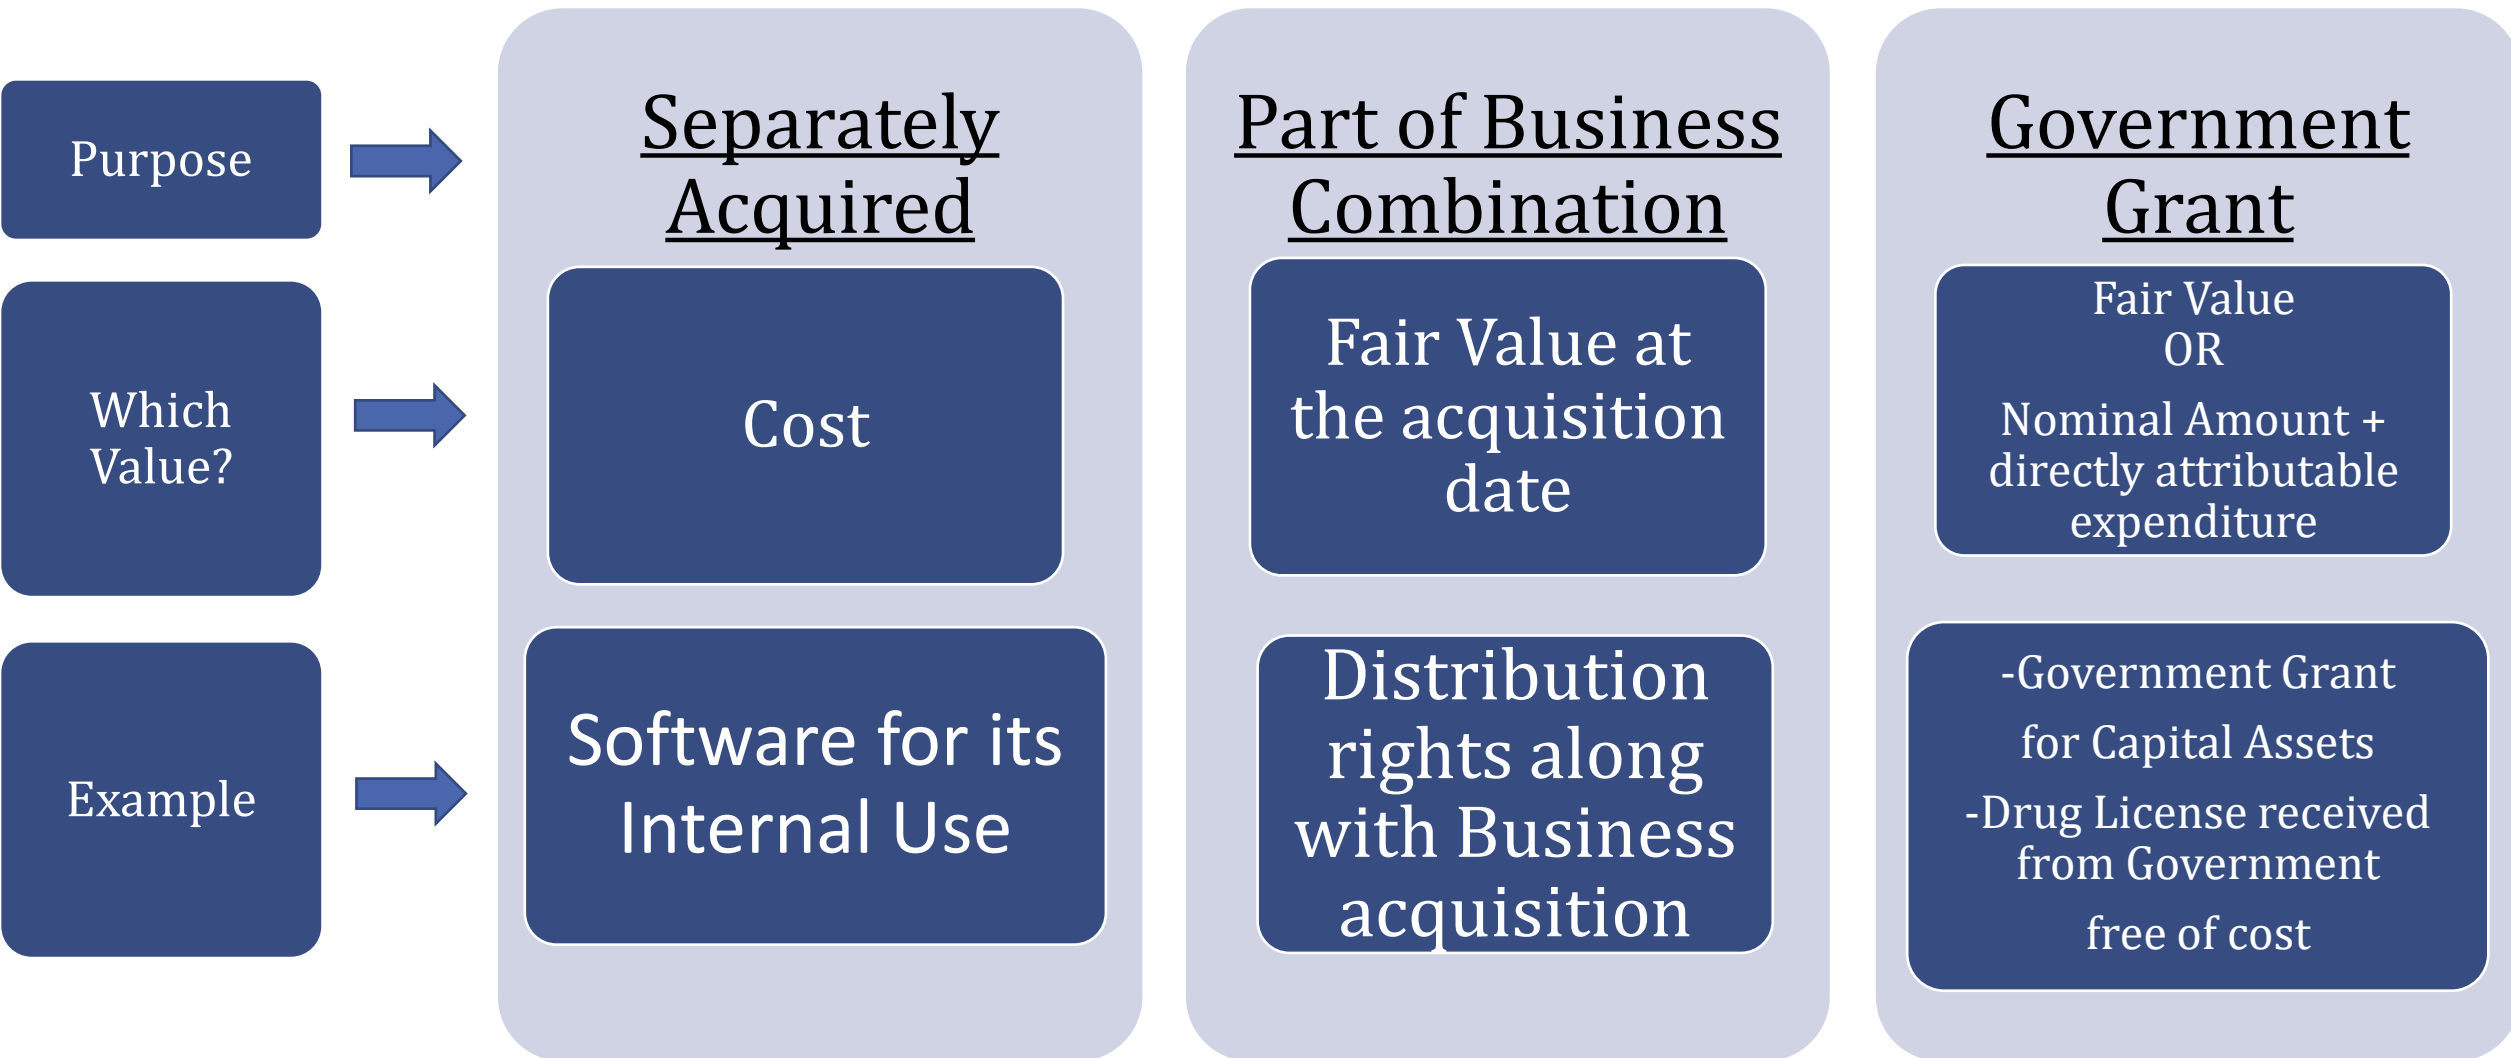 Purpose
Separately
Acquired
Part of Business
Combination
Government
Grant
Which
Value?
Cost
Fair Value at
the acquisition
date
Fair Value
OR
Nominal Amount +
directly attributable
expenditure
Example
Software for its
Internal Use
Distribution
rights along
with Business
acquisition
-Government Grant
for Capital Assets
-Drug License received
from Government
free of cost